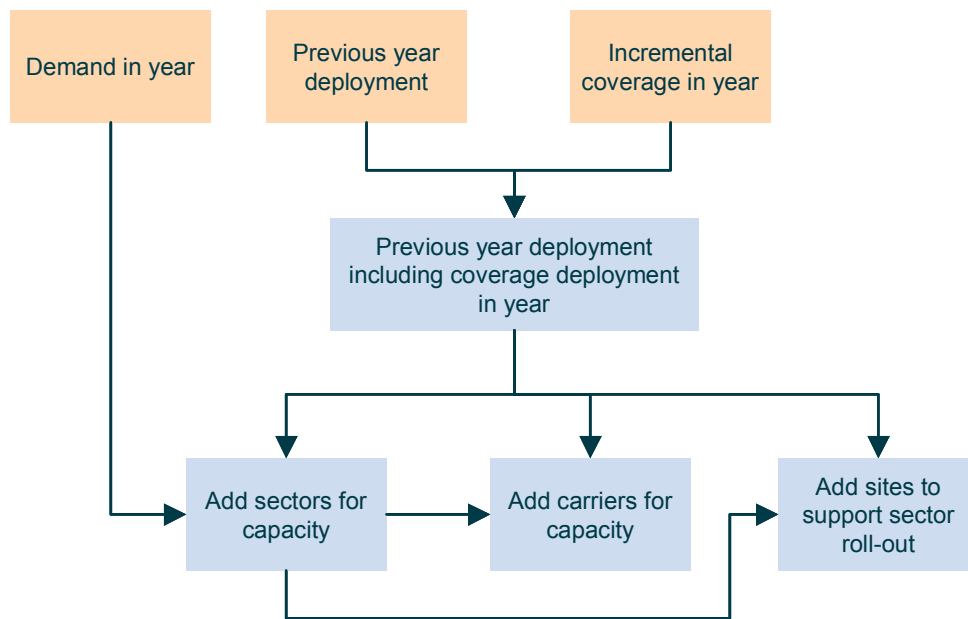 Demand in year
Previous year
deployment
Incremental
coverage in year
Previous year deployment
including coverage deployment
in year
Add sectors for
capacity
Add carriers for
capacity
Add sites to
support sector
roll-out